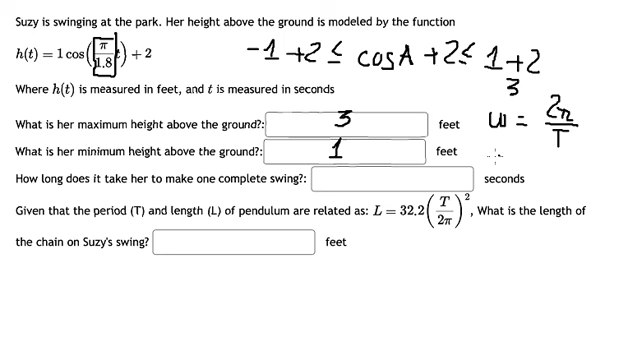 Suzy is swinging at the park. Her height above the ground is modeled by the function
h(t) = 1 cos(π/1.8 t) + 2
-1 +2 ≤ cosA +2 ≤ 1+2
Where h(t) is measured in feet, and t is measured in seconds
3
What is her maximum height above the ground?: 3 feet
ω = 2π/T
What is her minimum height above the ground?: 1 feet
How long does it take her to make one complete swing?: seconds
Given that the period (T) and length (L) of pendulum are related as: L = 32.2(T/2π)², What is the length of
the chain on Suzy's swing? feet